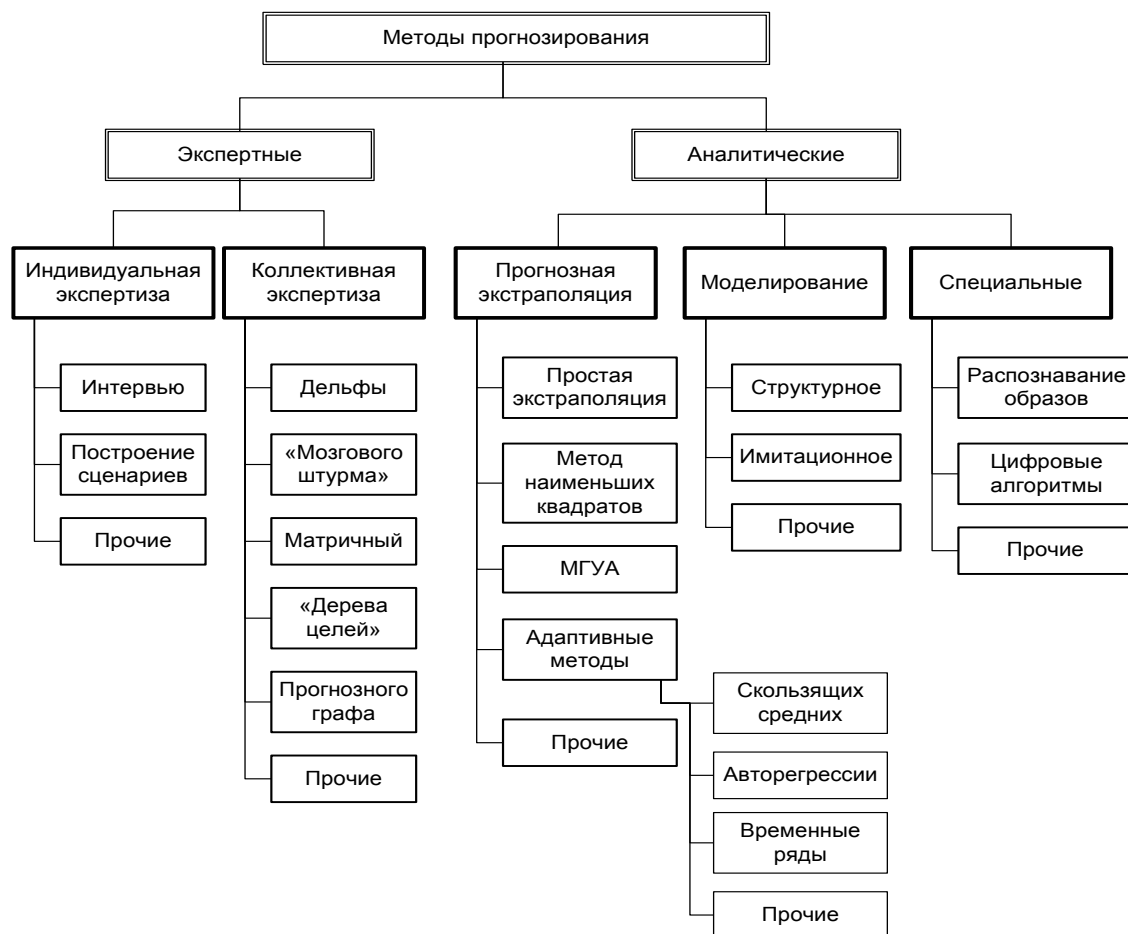 Методы прогнозирования
Экспертные
Аналитические
Индивидуальная
экспертиза
Коллективная
экспертиза
Прогнозная
экстраполяция
Моделирование
Специальные
Интервью
Построение
сценариев
Прочие
Дельфы
«Мозгового
штурма»
Матричный
«Дерева
целей»
Прогнозного
графа
Прочие
Простая
экстраполяция
Метод
наименьших
квадратов
МГУА
Адаптивные
методы
Прочие
Скользящих
средних
Авторегрессии
Временные
ряды
Прочие
Структурное
Имитационное
Прочие
Распознавание
образов
Цифровые
алгоритмы
Прочие